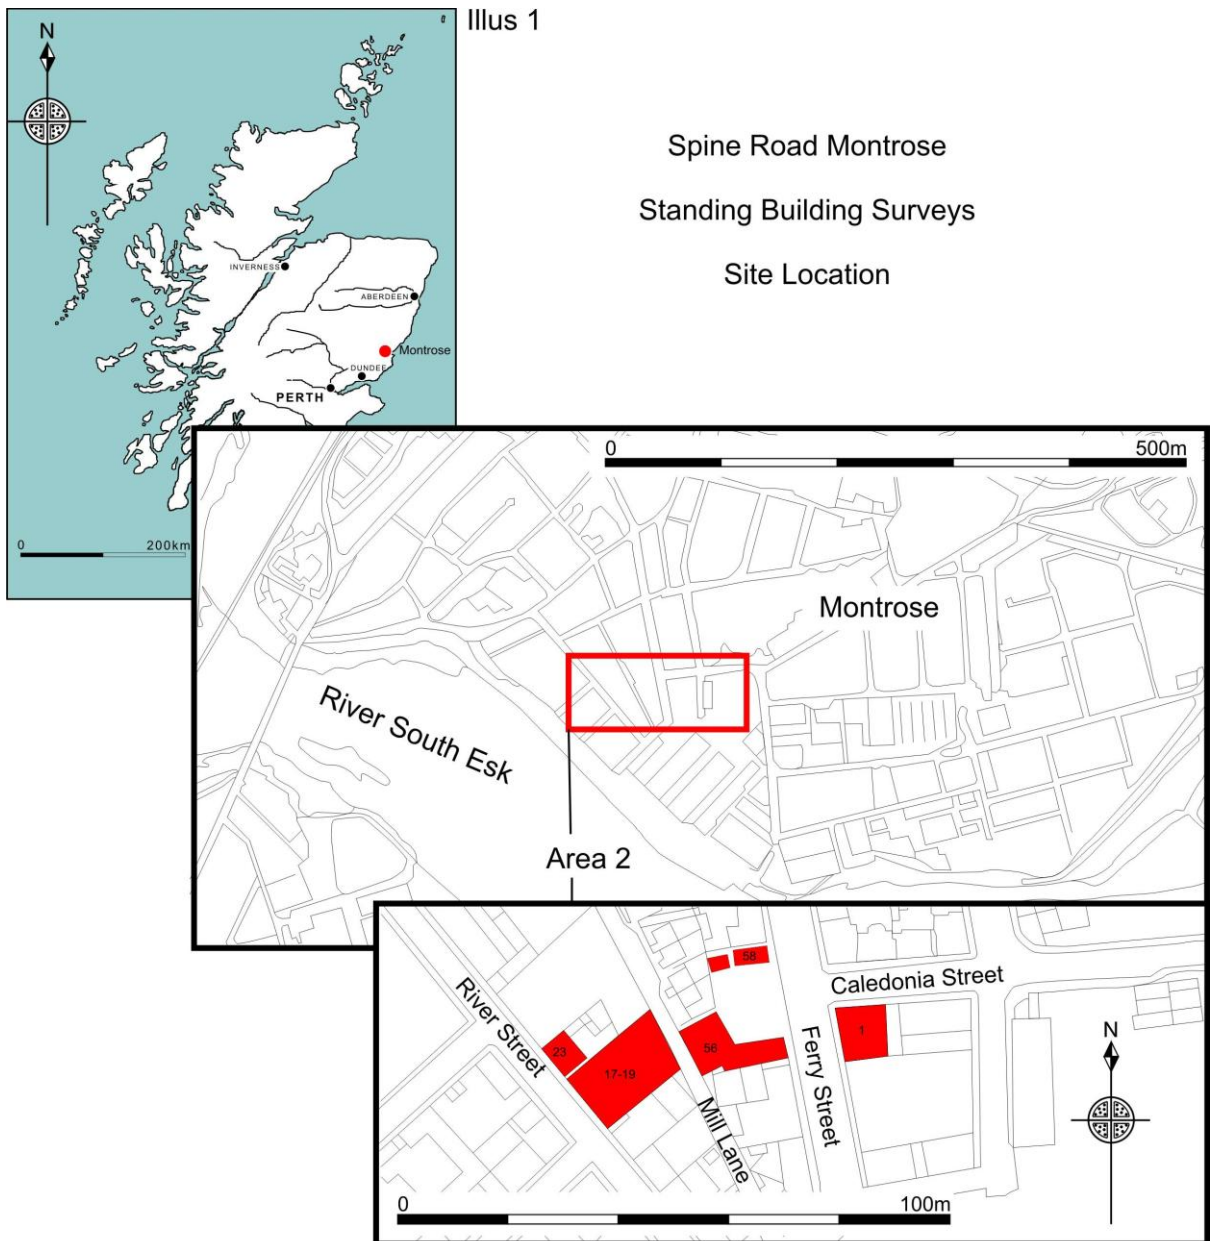 Illus 1
N
Spine Road Montrose
Standing Building Surveys
Site Location
INVERNESS
ABERDEEN
Montrose
DUNDEE
PERTH
0 200km
0 500m
Montrose
River South Esk
Area 2
58
Caledonia Street
River Street
23
17-19
56
1
Ferry Street
N
Mill Lane
0 100m